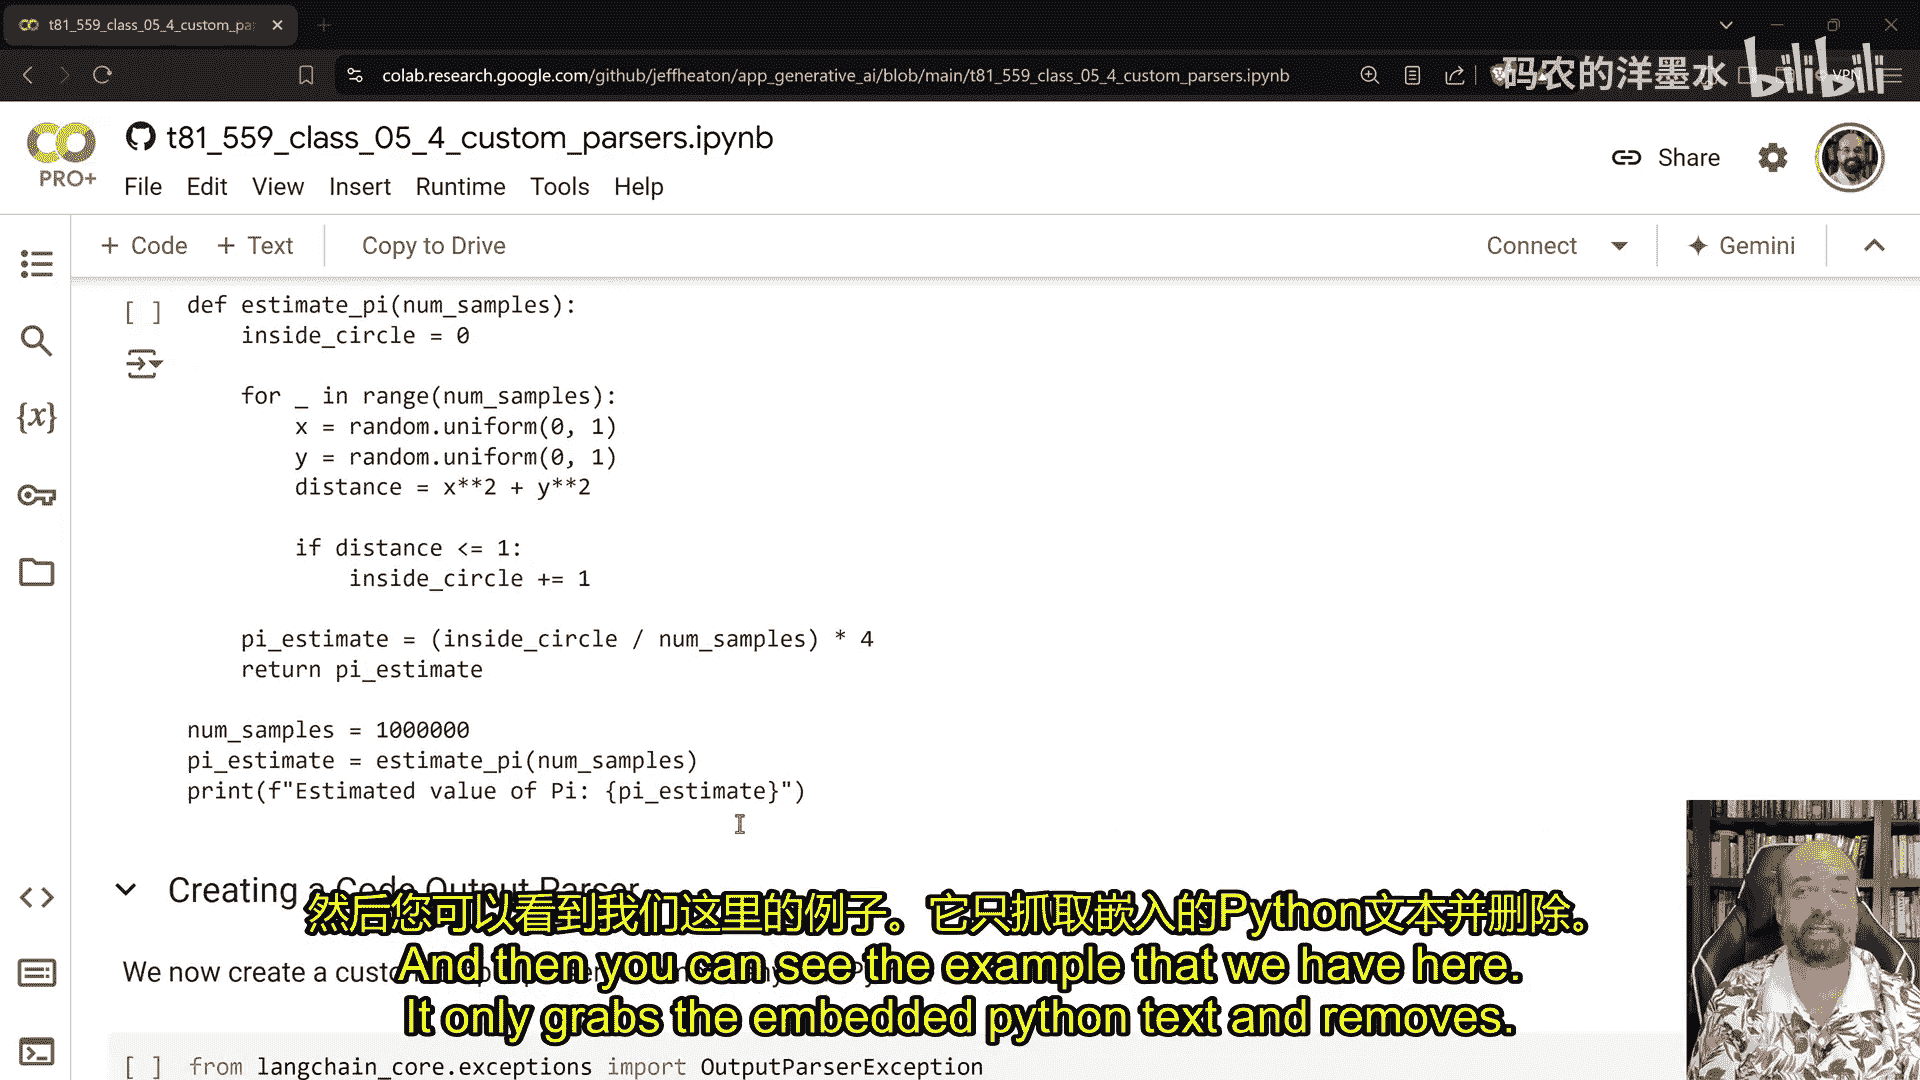 t81_559_class_05_4_custom_pa
colab.research.google.com/github/jeffheaton/app_generative_ai/blob/main/t81_559_class_05_4_custom_parsers.ipynb
码农的洋墨水 bilibili
VPN
PRO+
t81_559_class_05_4_custom_parsers.ipynb
File Edit View Insert Runtime Tools Help
Share
+ Code + Text Copy to Drive
Connect Gemini
[ ] def estimate_pi(num_samples):
inside_circle = 0
for _ in range(num_samples):
x = random.uniform(0, 1)
y = random.uniform(0, 1)
distance = x**2 + y**2
if distance <= 1:
inside_circle += 1
pi_estimate = (inside_circle / num_samples) * 4
return pi_estimate
num_samples = 1000000
pi_estimate = estimate_pi(num_samples)
print(f"Estimated value of Pi: {pi_estimate}")
Creating a Code Output Parser
然后您可以看到我们这里的例子。它只抓取嵌入的Python文本并删除。
We now create a custom
And then you can see the example that we have here.
It only grabs the embedded python text and removes.
[ ] from langchain_core.exceptions import OutputParserException